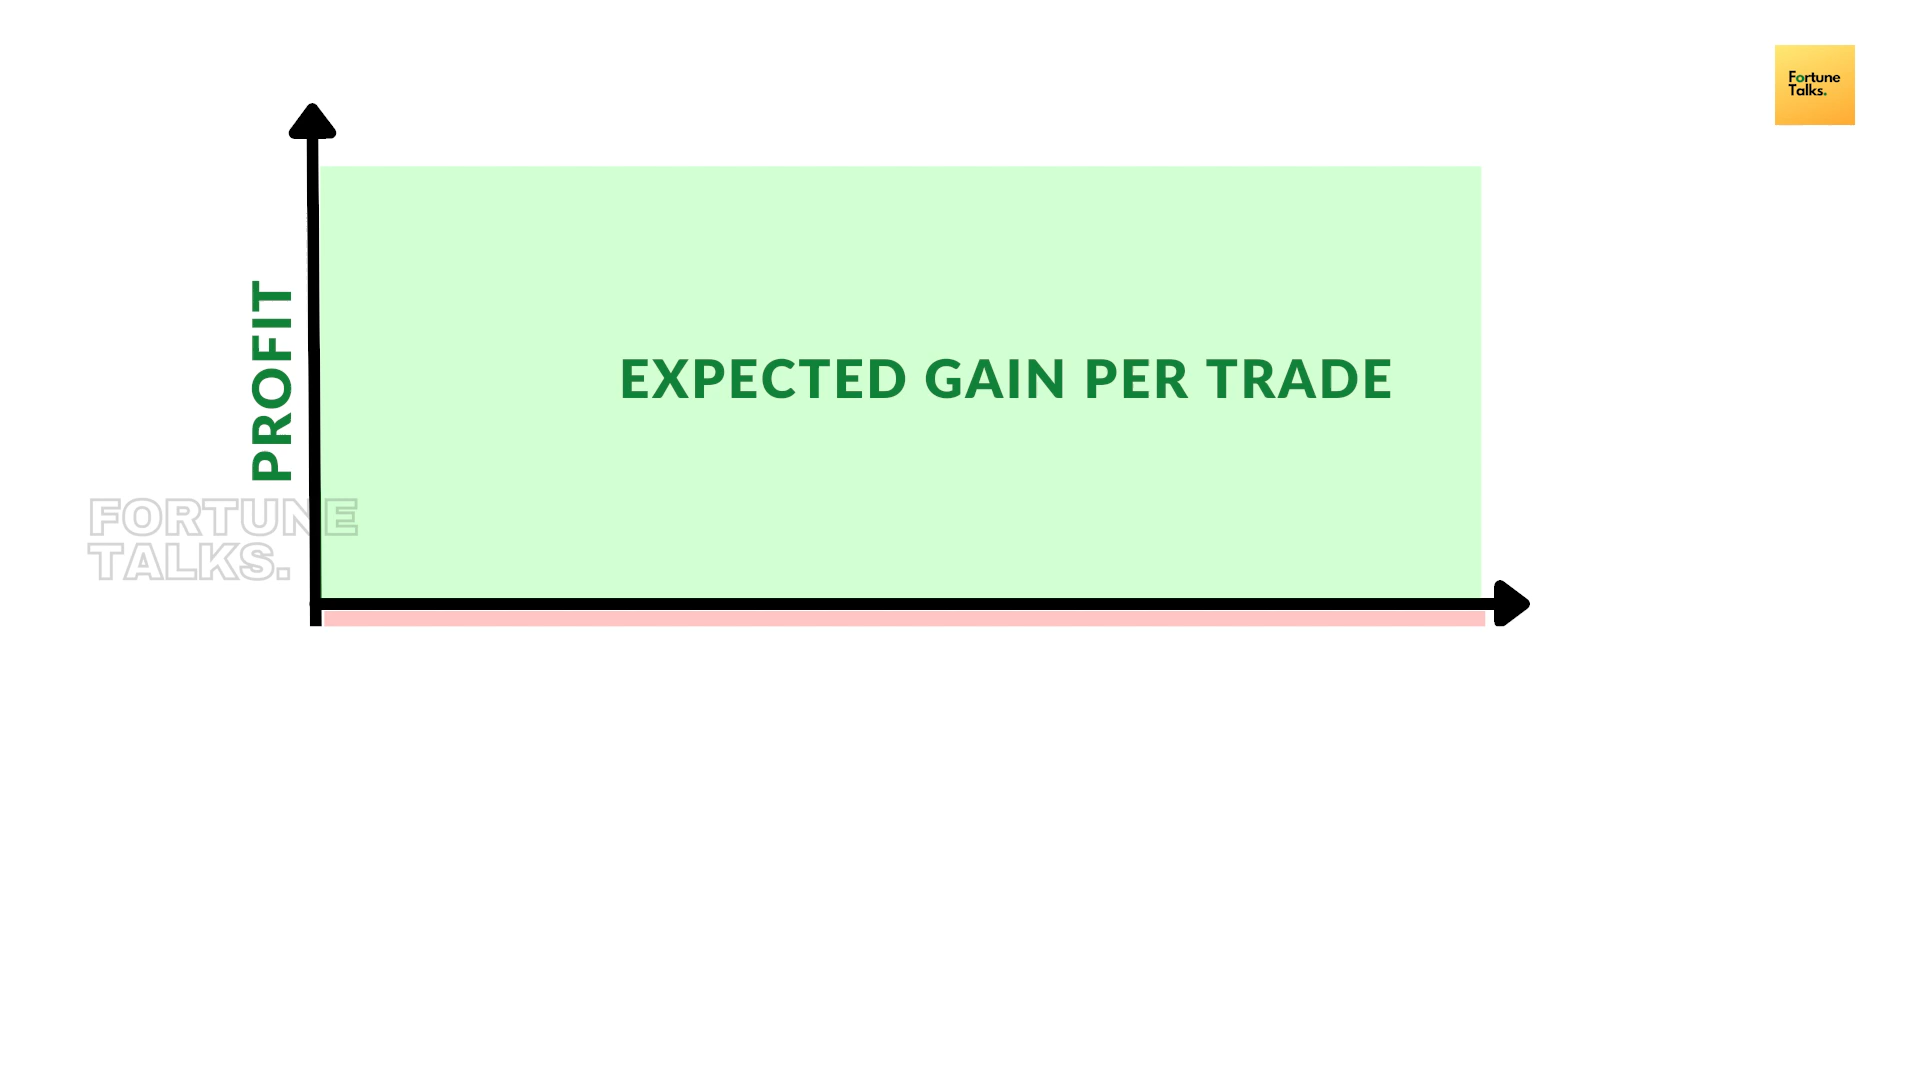 Fortune
Talks.
PROFIT
EXPECTED GAIN PER TRADE
FORTUNE
TALKS.